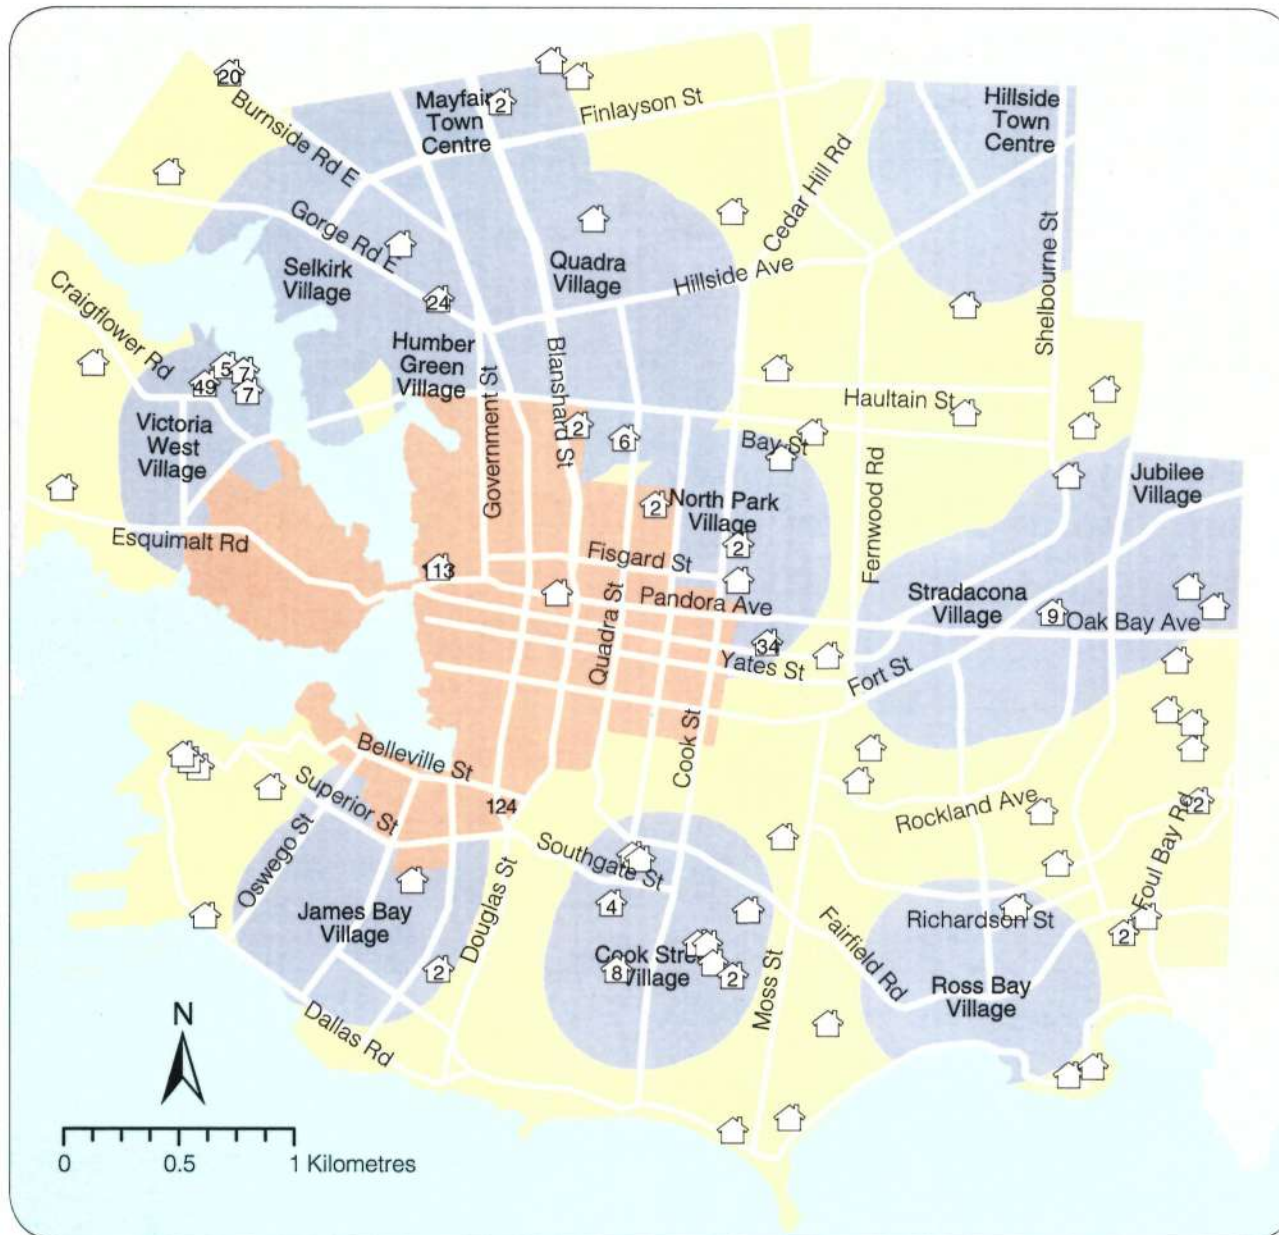 20
Burnside Rd E
Mayfair
Town
Centre
2
Finlayson St
Hillside
Town
Centre
Cedar Hill Rd
Gorge Rd E
Selkirk
Village
Quadra
Village
Hillside Ave
Shelbourne St
24
Craigflower Rd
Humber
Green
Village
Blanshard St
Government St
15
7
49
7
Haultain St
Victoria
West
Village
2
6
Bay St
Fernwood Rd
Jubilee
Village
North Park
Village
2
2
Esquimalt Rd
Fisgard St
113
Pandora Ave
Quadra St
Stradacona
Village
9
Oak Bay Ave
34
Yates St
Fort St
Cook St
Belleville St
Superior St
124
Oswego St
Southgate St
Rockland Ave
2
Foul Bay Rd
Douglas St
4
James Bay
Village
Richardson St
Fairfield Rd
2
Cook Street
Village
8
2
2
Moss St
Ross Bay
Village
Dallas Rd
N
0
0.5
1 Kilometres